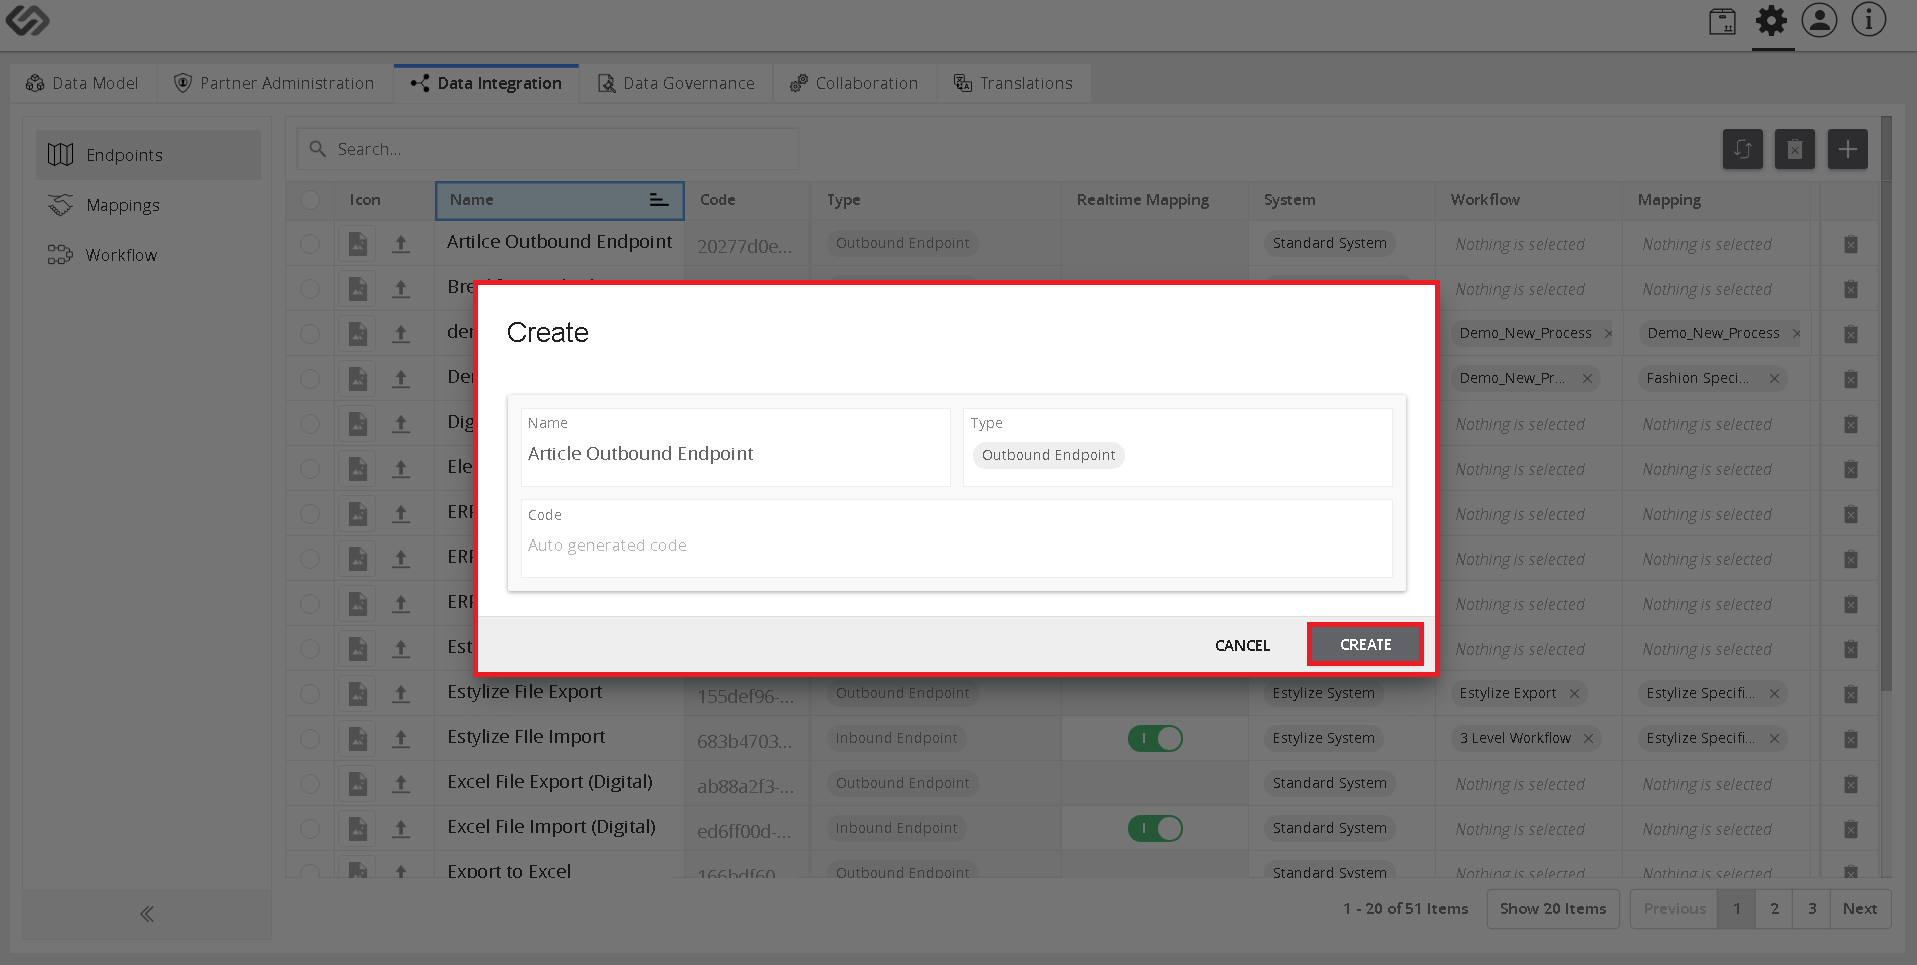 Data Model Partner Administration Data Integration Data Governance Collaboration Translations
Endpoints
Mappings
Workflow
Search...
Icon Name Code Type Realtime Mapping System Workflow Mapping
Artilce Outbound Endpoint 20277d0e... Outbound Endpoint Standard System Nothing is selected Nothing is selected
Nothing is selected Nothing is selected
Demo_New_Process × Demo_New_Process ×
Demo_New_Pr... × Fashion Speci... ×
Nothing is selected Nothing is selected
Nothing is selected Nothing is selected
ERP Nothing is selected Nothing is selected
ERP Nothing is selected Nothing is selected
ERP Nothing is selected Nothing is selected
Est Nothing is selected Nothing is selected
Create
Name
Article Outbound Endpoint
Type
Outbound Endpoint
Code
Auto generated code
CANCEL CREATE
Estylize File Export 155def96-... Outbound Endpoint Estylize System Estylize Export × Estylize Specifi... ×
Estylize FIle Import 683b4703... Inbound Endpoint Estylize System 3 Level Workflow × Estylize Specifi... ×
Excel File Export (Digital) ab88a2f3-... Outbound Endpoint Standard System Nothing is selected Nothing is selected
Excel File Import (Digital) ed6ff00d-... Inbound Endpoint Standard System Nothing is selected Nothing is selected
Export to Excel 166bdf60 Outbound Endpoint Standard System Nothing is selected Nothing is selected
1 - 20 of 51 Items Show 20 Items Previous 1 2 3 Next